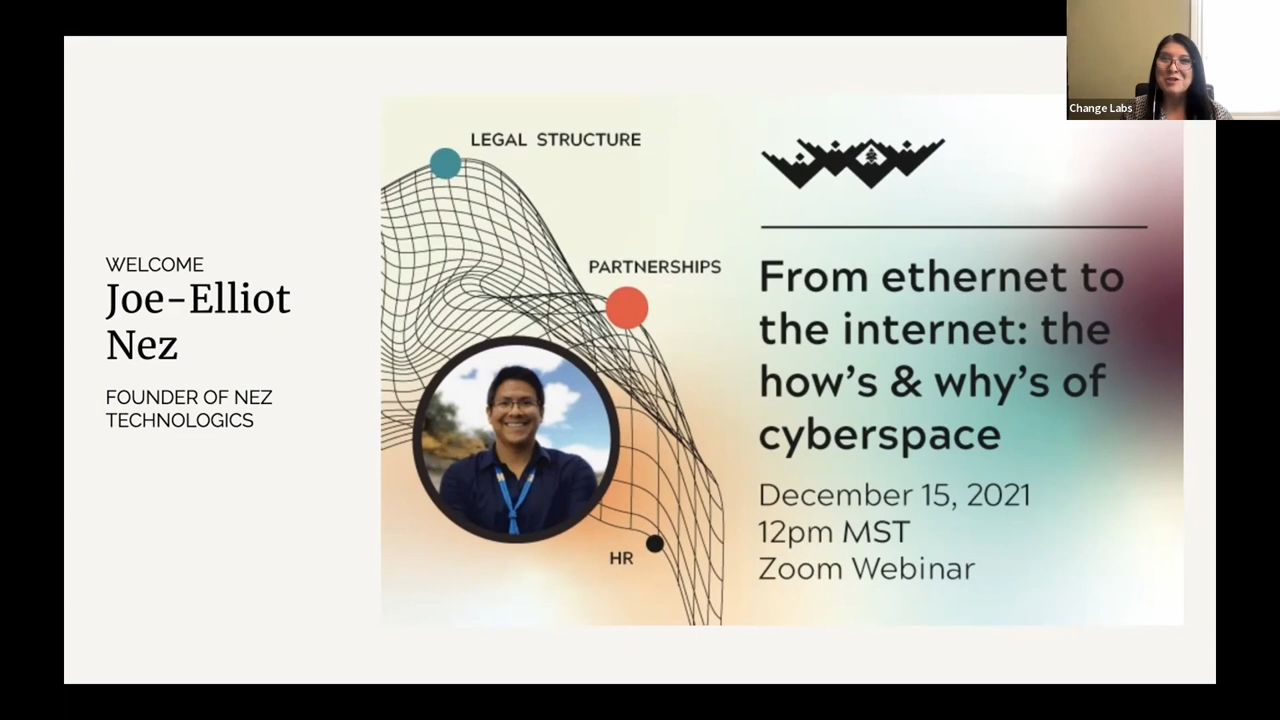 WELCOME
Joe-Elliot
Nez
FOUNDER OF NEZ
TECHNOLOGICS
LEGAL STRUCTURE
PARTNERSHIPS
HR
From ethernet to
the internet: the
how's & why's of
cyberspace
December 15, 2021
12pm MST
Zoom Webinar
Change Labs